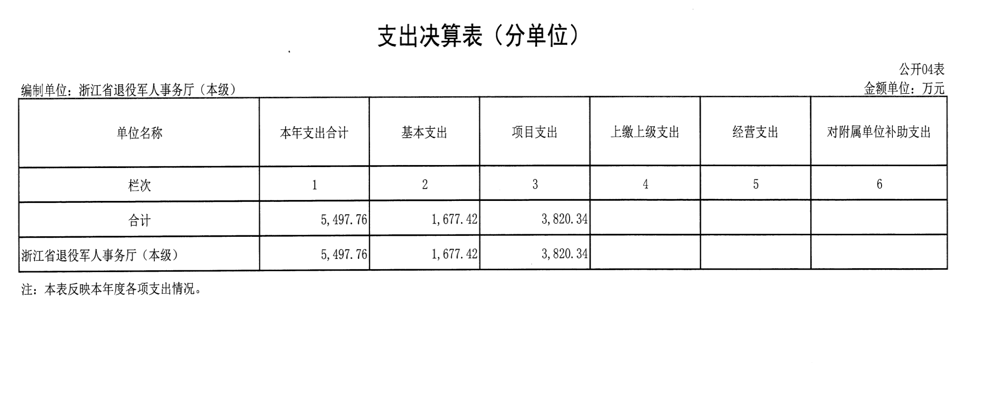 支出决算表（分单位）
公开04表
编制单位：浙江省退役军人事务厅（本级）
金额单位：万元
单位名称 本年支出合计 基本支出 项目支出 上缴上级支出 经营支出 对附属单位补助支出
栏次 1 2 3 4 5 6
合计 5,497.76 1,677.42 3,820.34
浙江省退役军人事务厅（本级） 5,497.76 1,677.42 3,820.34
注：本表反映本年度各项支出情况。